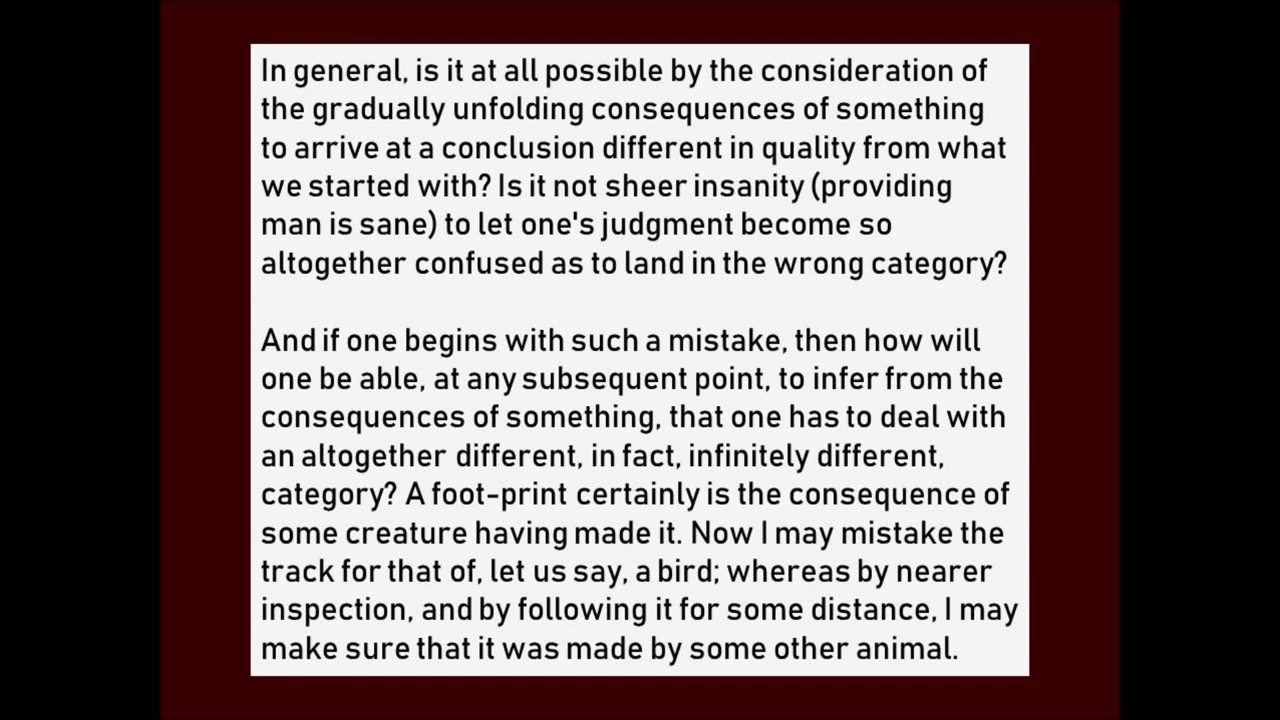 In general, is it at all possible by the consideration of
the gradually unfolding consequences of something
to arrive at a conclusion different in quality from what
we started with? Is it not sheer insanity (providing
man is sane) to let one's judgment become so
altogether confused as to land in the wrong category?
And if one begins with such a mistake, then how will
one be able, at any subsequent point, to infer from the
consequences of something, that one has to deal with
an altogether different, in fact, infinitely different,
category? A foot-print certainly is the consequence of
some creature having made it. Now I may mistake the
track for that of, let us say, a bird; whereas by nearer
inspection, and by following it for some distance, I may
make sure that it was made by some other animal.